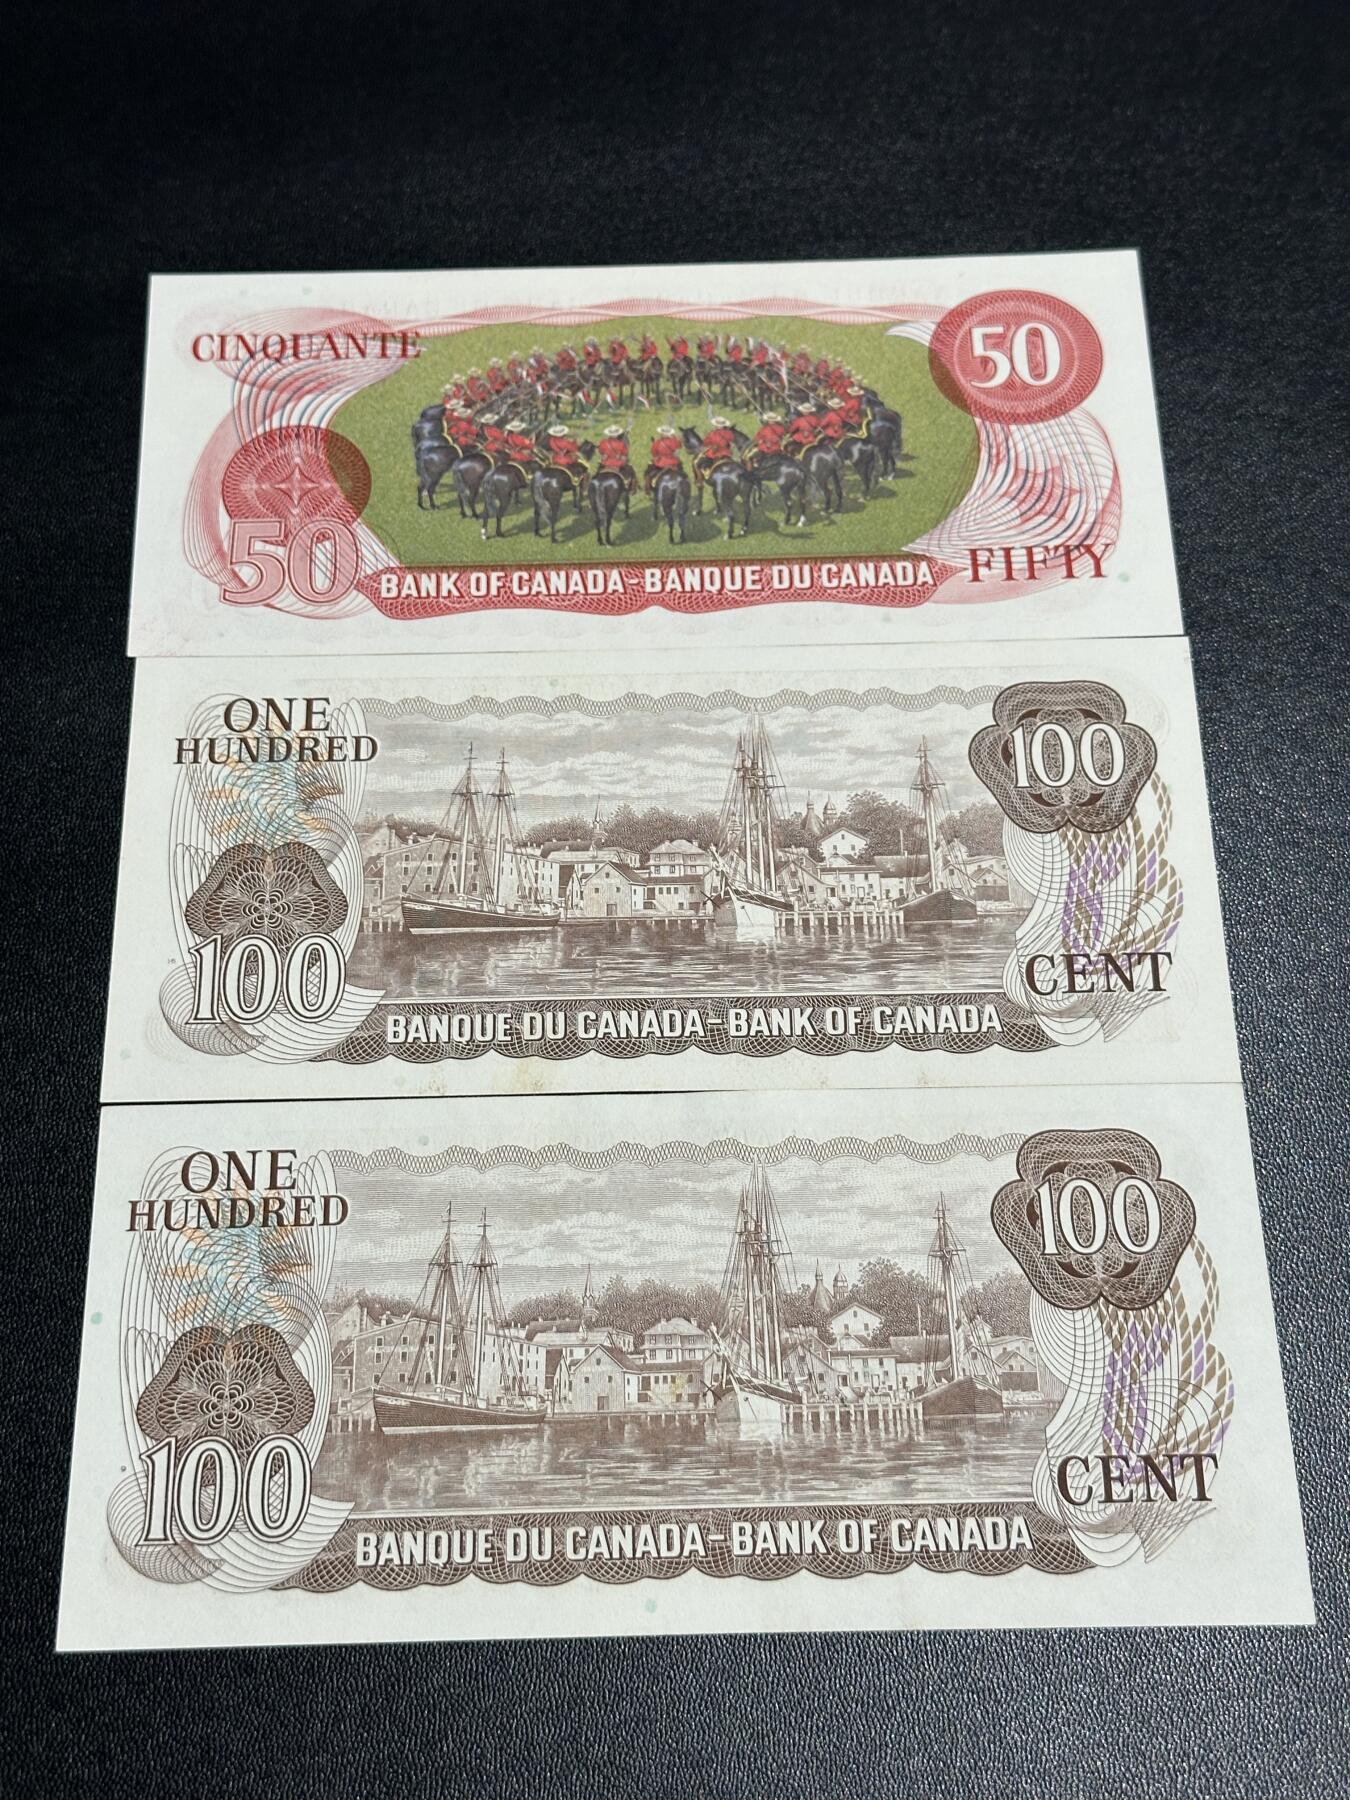 CINQUANTE
50
50
BANK OF CANADA-BANQUE DU CANADA
FIFTY
ONE
HUNDRED
100
100
CENT
BANQUE DU CANADA-BANK OF CANADA
ONE
HUNDRED
100
100
CENT
BANQUE DU CANADA-BANK OF CANADA